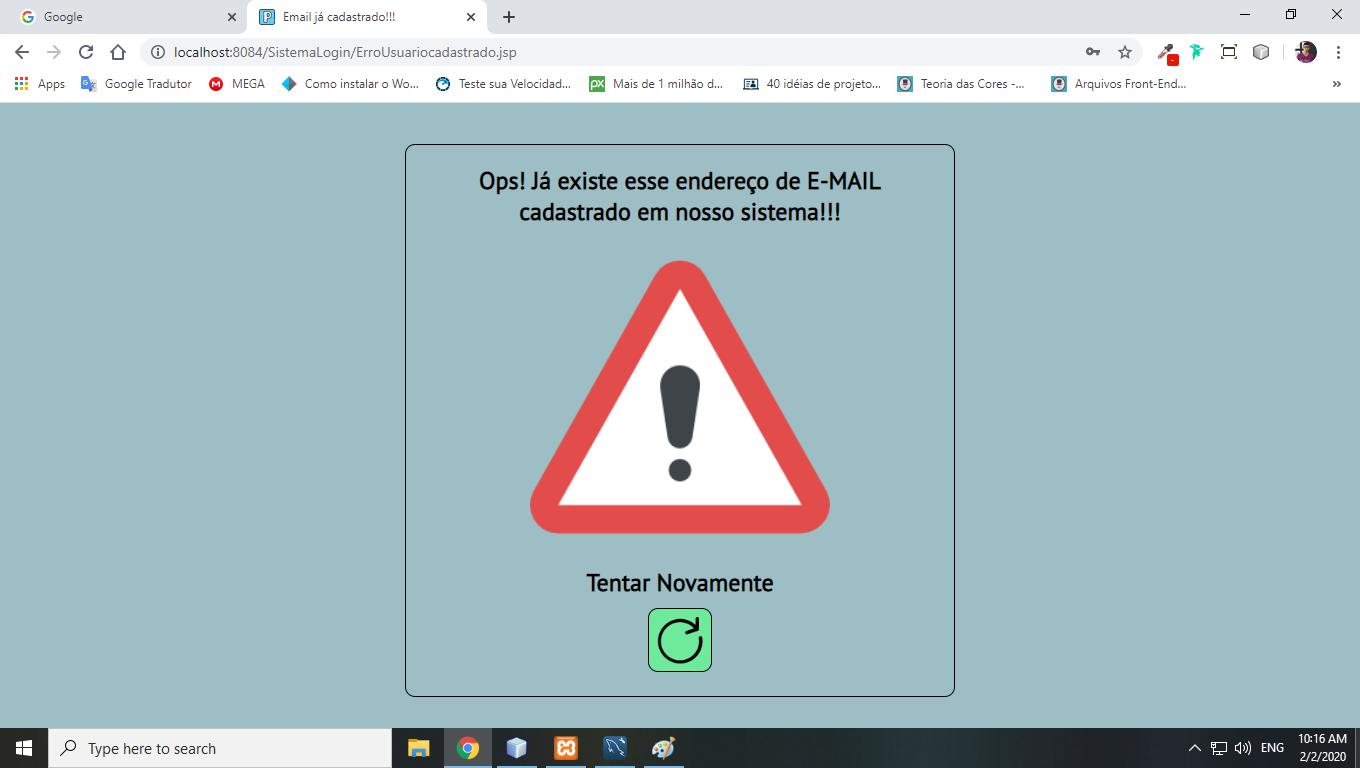 Google
Email já cadastrado!!!
localhost:8084/SistemaLogin/ErroUsuariocadastrado.jsp
Apps
Google Tradutor
MEGA
Como instalar o Wo...
Teste sua Velocidad...
px
Mais de 1 milhão d...
40 idéias de projeto...
Teoria das Cores -...
Arquivos Front-End...
Ops! Já existe esse endereço de E-MAIL
cadastrado em nosso sistema!!!
Tentar Novamente
Type here to search
ENG
10:16 AM
2/2/2020